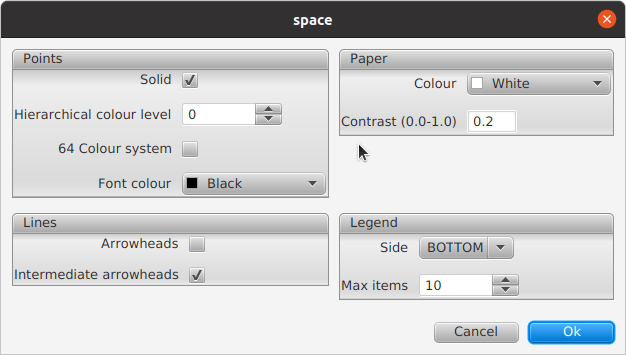 space
Points
Solid
Hierarchical colour level 0
64 Colour system
Font colour Black
Paper
Colour White
Contrast (0.0-1.0) 0.2
Lines
Arrowheads
Intermediate arrowheads
Legend
Side BOTTOM
Max items 10
Cancel Ok